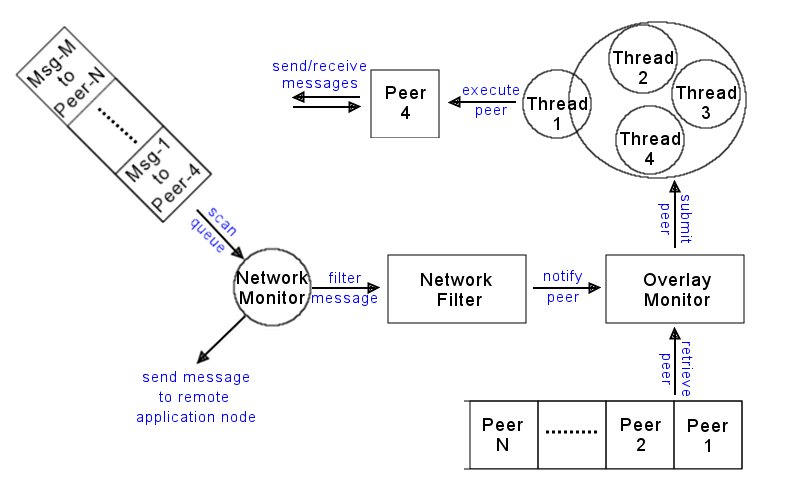 Msg-M
to
Peer-N
.........
Msg-1
to
Peer-4
send/receive
messages
Peer
4
execute
peer
Thread
1
Thread
2
Thread
3
Thread
4
scan
queue
submit
peer
Network
Monitor
filter
message
Network
Filter
notify
peer
Overlay
Monitor
send message
to remote
application node
retrieve
peer
Peer
N
.........
Peer
2
Peer
1